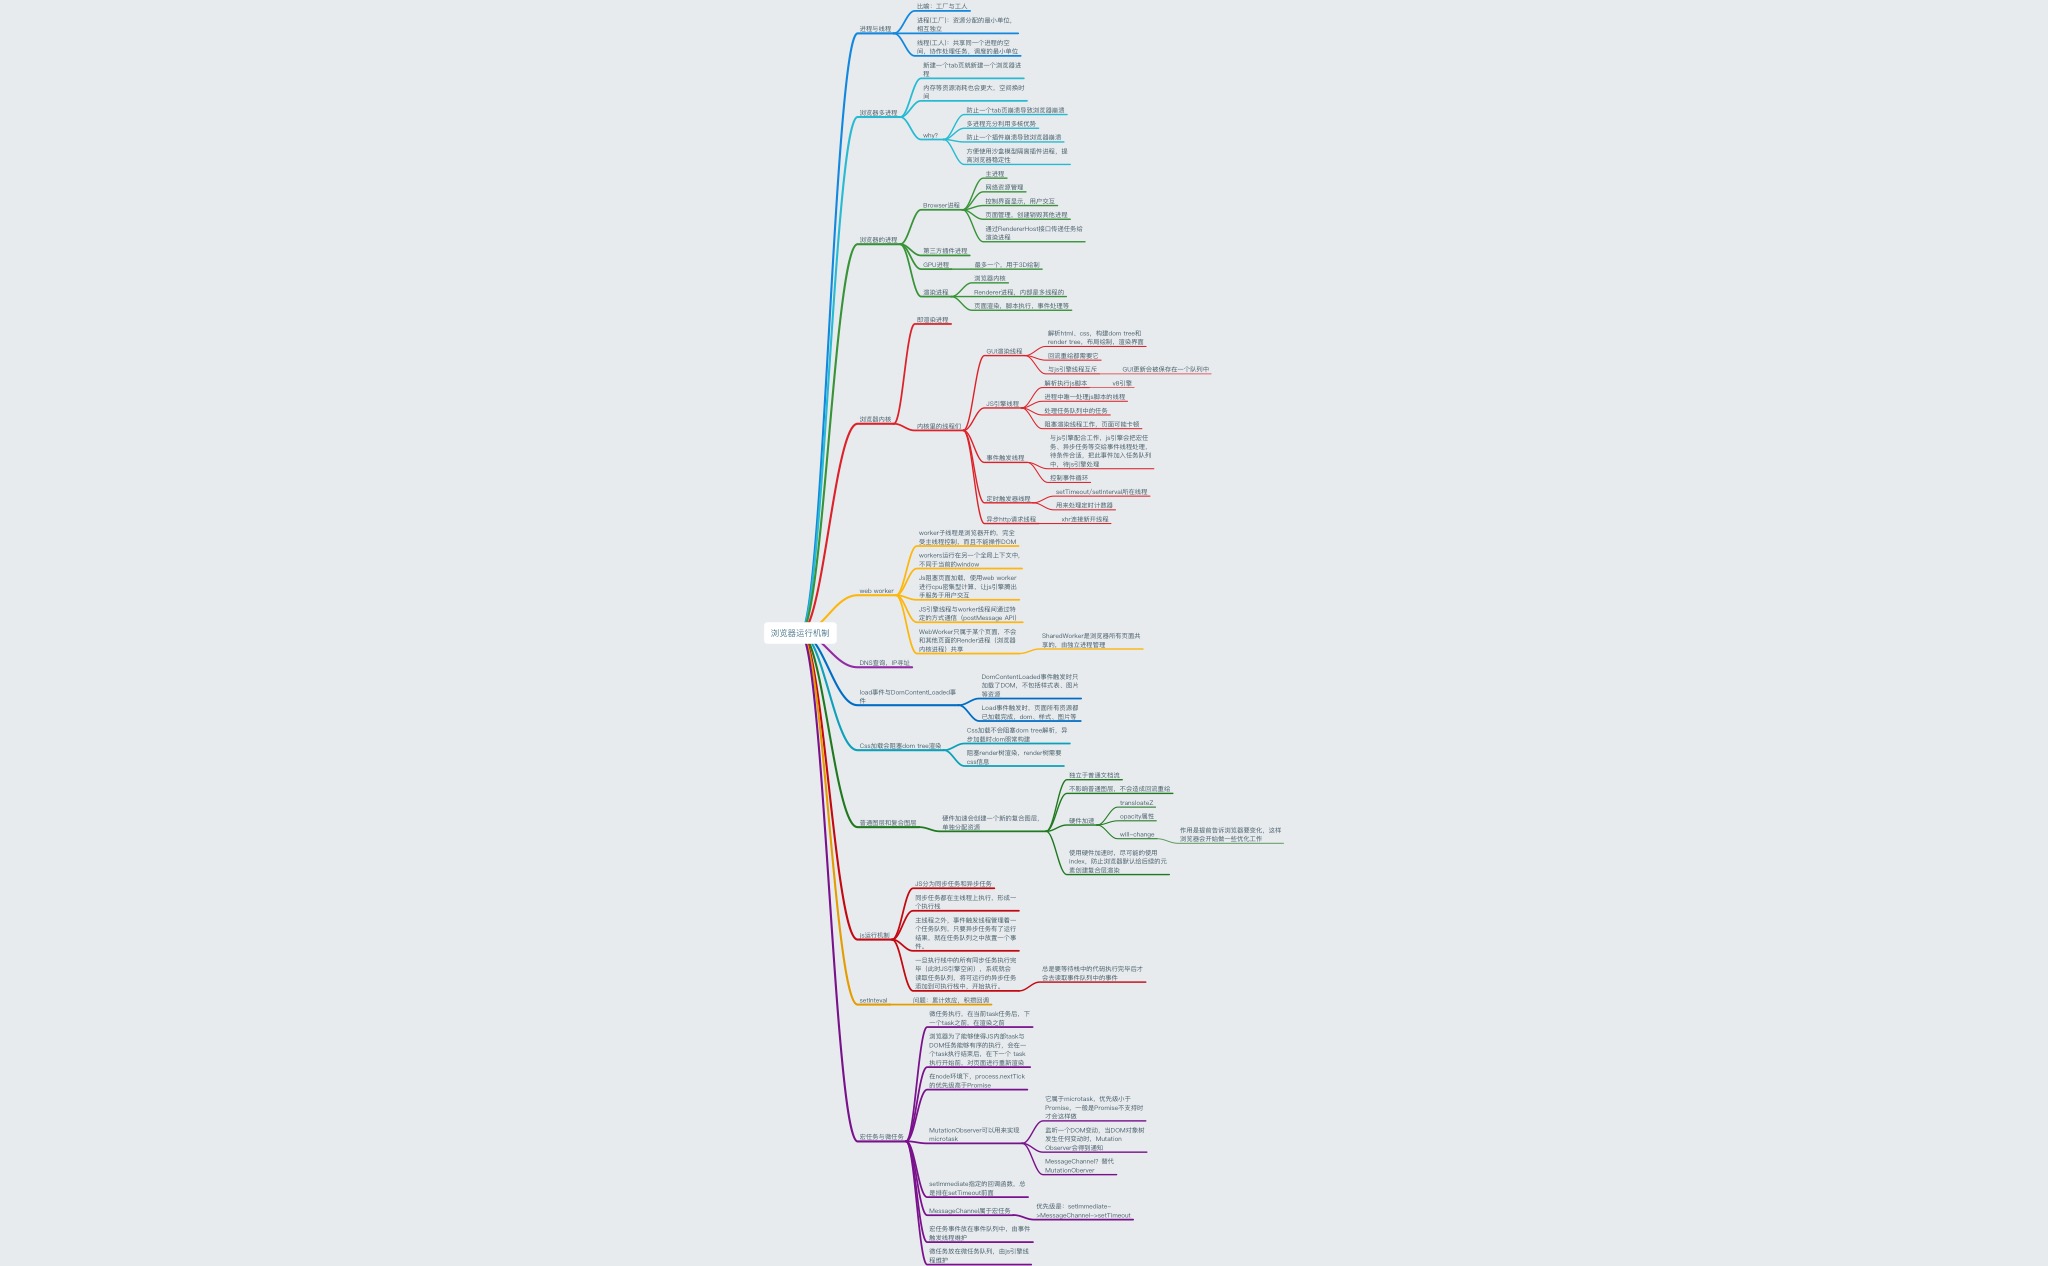 比喻：工厂与工人
进程(工厂)：资源分配的最小单位，
相互独立
进程与线程
线程(工人)：共享同一个进程的空
间，协作处理任务，调度的最小单位
新建一个tab页就新建一个浏览器进
程
内存等资源消耗也会更大，空间换时
间
浏览器多进程
防止一个tab页崩溃导致浏览器崩溃
多进程充分利用多核优势
why?
防止一个插件崩溃导致浏览器崩溃
方便使用沙盒模型隔离插件进程，提
高浏览器稳定性
主进程
网络资源管理
控制界面显示，用户交互
Browser进程
页面管理，创建销毁其他进程
通过RendererHost接口传递任务给
渲染进程
浏览器的进程
第三方插件进程
GPU进程
最多一个，用于3D绘制
浏览器内核
渲染进程
Renderer进程，内部是多线程的
页面渲染，脚本执行，事件处理等
即渲染进程
解析html、css，构建dom tree和
render tree，布局绘制，渲染界面
GUI渲染线程
回流重绘都需要它
与js引擎线程互斥
GUI更新会被保存在一个队列中
解析执行js脚本
v8引擎
进程中唯一处理js脚本的线程
JS引擎线程
处理任务队列中的任务
阻塞渲染线程工作，页面可能卡顿
浏览器内核
内核里的线程们
与js引擎配合工作，js引擎会把宏任
务、异步任务等交给事件线程处理，
待条件合适，把此事件加入任务队列
中，待js引擎处理
事件触发线程
控制事件循环
setTimeout/setInterval所在线程
定时触发器线程
用来处理定时计数器
异步http请求线程
xhr连接新开线程
worker子线程是浏览器开的，完全
受主线程控制，而且不能操作DOM
workers运行在另一个全局上下文中，
不同于当前的window
Js阻塞页面加载，使用web worker
进行cpu密集型计算，让js引擎腾出
手服务于用户交互
web worker
JS引擎线程与worker线程间通过特
定的方式通信（postMessage API）
WebWorker只属于某个页面，不会
和其他页面的Render进程（浏览器
内核进程）共享
SharedWorker是浏览器所有页面共
享的，由独立进程管理
浏览器运行机制
DNS查询，IP寻址
DomContentLoaded事件触发时只
加载了DOM，不包括样式表、图片
等资源
load事件与DomContentLoaded事
件
Load事件触发时，页面所有资源都
已加载完成，dom、样式、图片等
Css加载不会阻塞dom tree解析，异
步加载时dom照常构建
Css加载会阻塞dom tree渲染
阻塞render树渲染，render树需要
css信息
独立于普通文档流
不影响普通图层，不会造成回流重绘
transloateZ
普通图层和复合图层
硬件加速会创建一个新的复合图层，
单独分配资源
硬件加速
opacity属性
will-change
作用是提前告诉浏览器要变化，这样
浏览器会开始做一些优化工作
使用硬件加速时，尽可能的使用
index，防止浏览器默认给后续的元
素创建复合层渲染
JS分为同步任务和异步任务
同步任务都在主线程上执行，形成一
个执行栈
主线程之外，事件触发线程管理着一
个任务队列，只要异步任务有了运行
结果，就在任务队列之中放置一个事
件。
js运行机制
一旦执行栈中的所有同步任务执行完
毕（此时JS引擎空闲），系统就会
读取任务队列，将可运行的异步任务
添加到可执行栈中，开始执行。
总是要等待栈中的代码执行完毕后才
会去读取事件队列中的事件
setInteval
问题：累计效应，积攒回调
微任务执行，在当前task任务后，下
一个task之前，在渲染之前
浏览器为了能够使得JS内部task与
DOM任务能够有序的执行，会在一
个task执行结束后，在下一个 task
执行开始前，对页面进行重新渲染
在node环境下，process.nextTick
的优先级高于Promise
它属于microtask，优先级小于
Promise，一般是Promise不支持时
才会这样做
宏任务与微任务
MutationObserver可以用来实现
microtask
监听一个DOM变动，当DOM对象树
发生任何变动时，Mutation
Observer会得到通知
MessageChannel？替代
MutationOberver
setImmediate指定的回调函数，总
是排在setTimeout前面
MessageChannel属于宏任务
优先级是：setImmediate-
>MessageChannel->setTimeout
宏任务事件放在事件队列中，由事件
触发线程维护
微任务放在微任务队列，由js引擎线
程维护